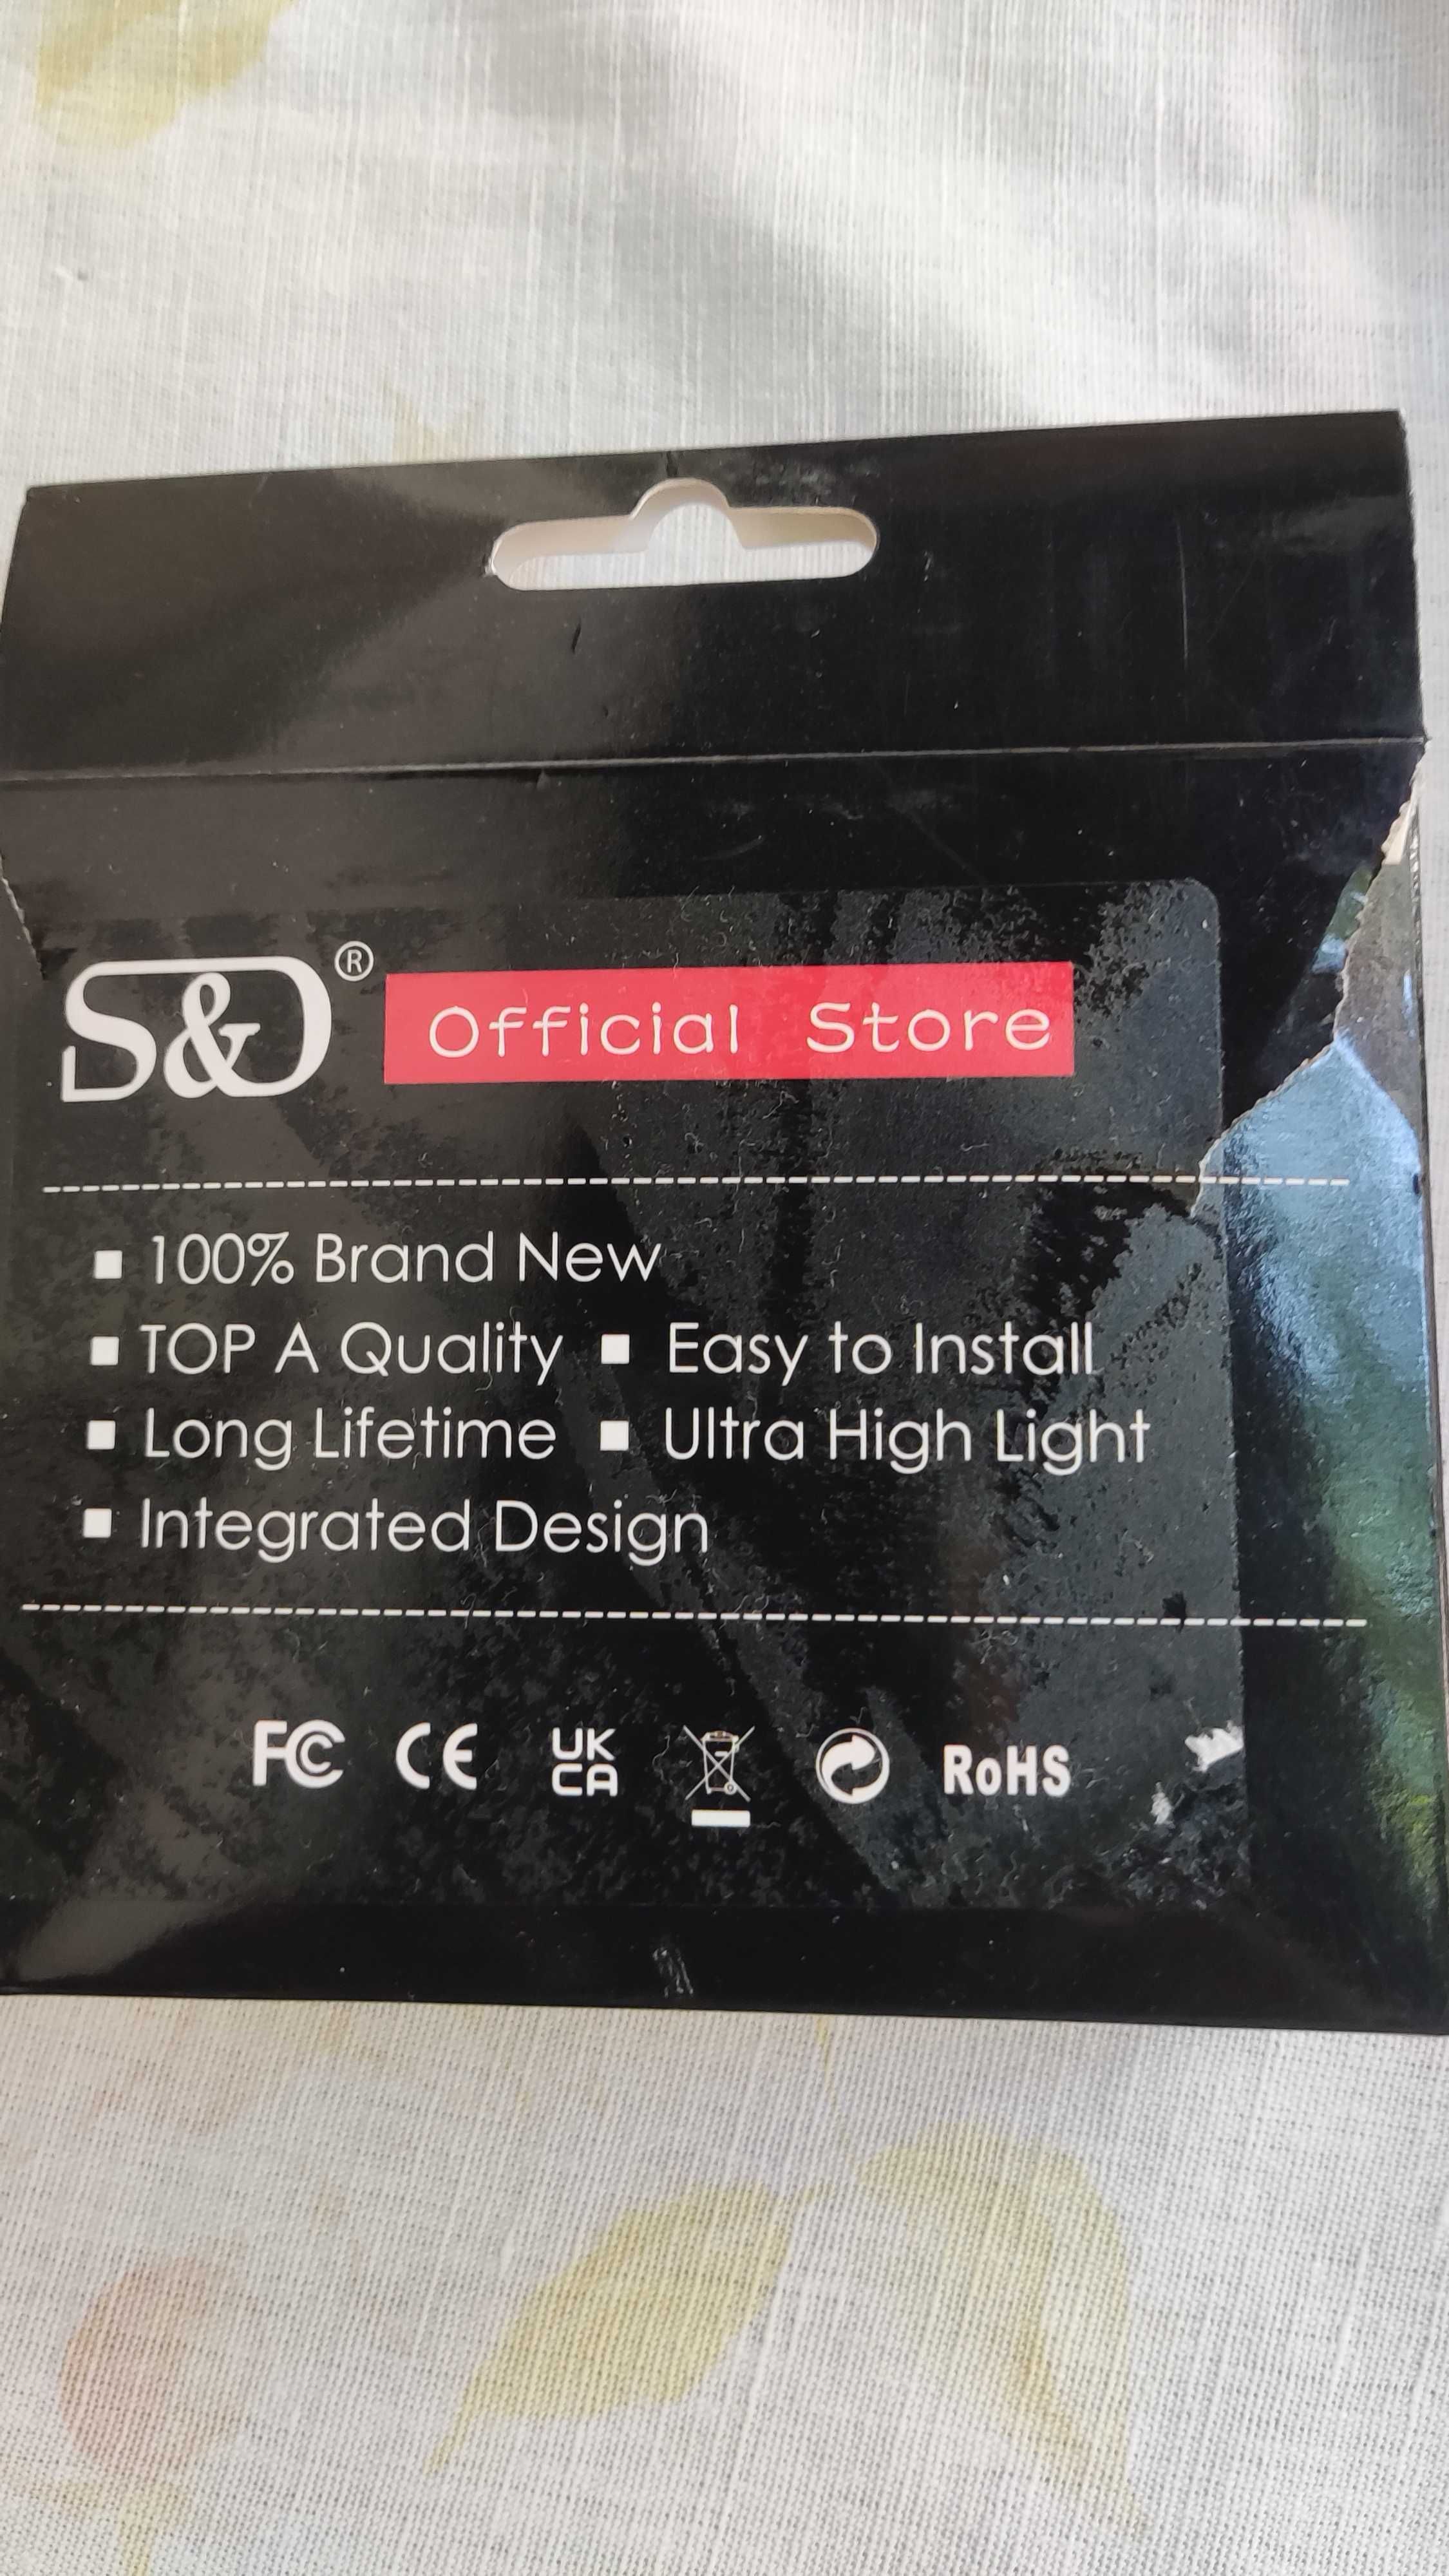 S&D® Official Store
100% Brand New
TOP A Quality ▪ Easy to Install
Long Lifetime ▪ Ultra High Light
Integrated Design
FC CE UK CA RoHS